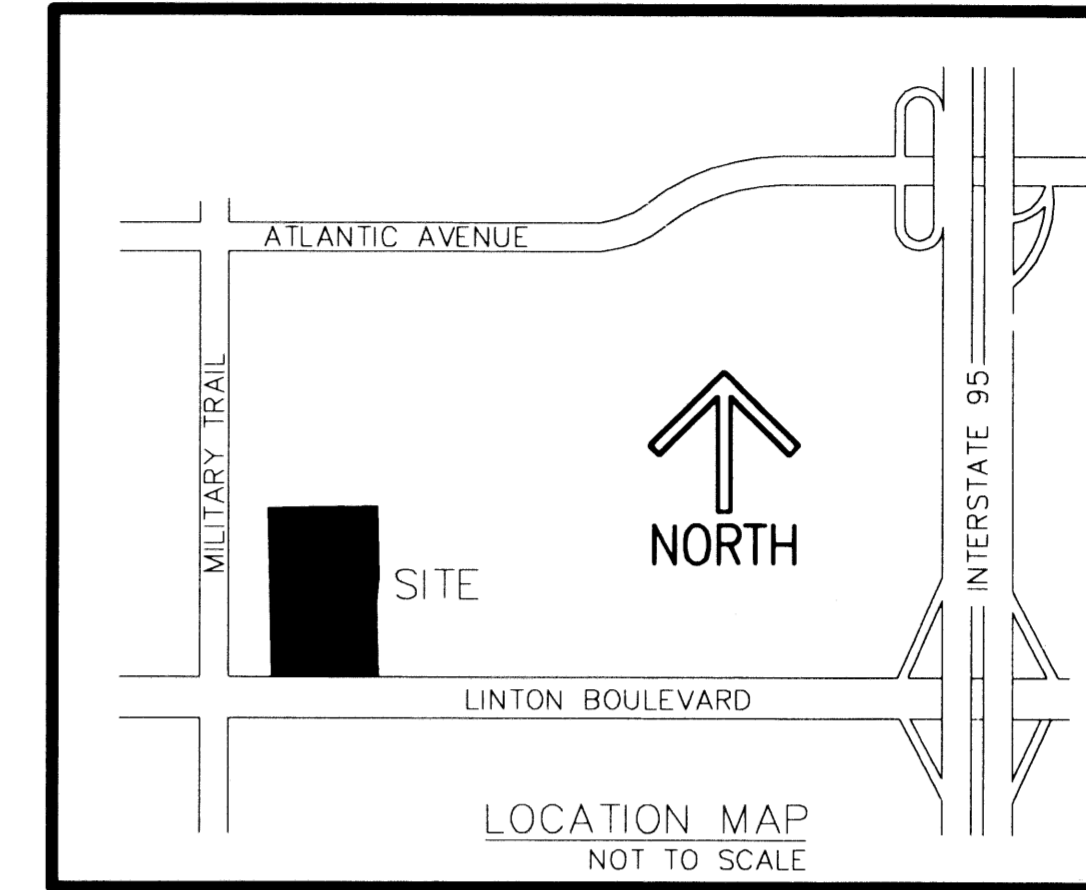 ATLANTIC AVENUE
MILITARY TRAIL
INTERSTATE 95
NORTH
SITE
LINTON BOULEVARD
LOCATION MAP
NOT TO SCALE